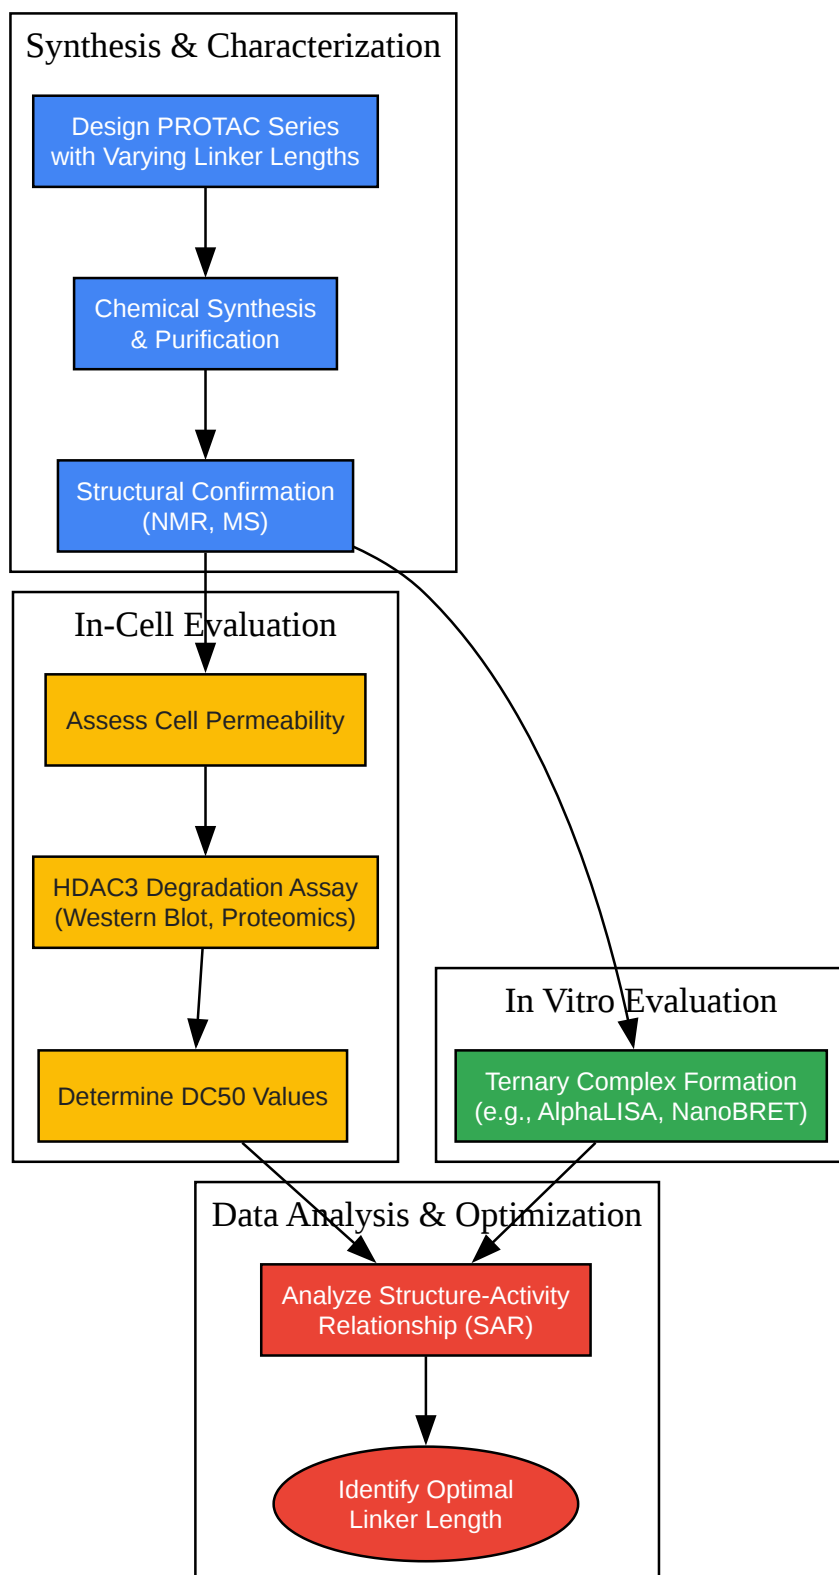 Synthesis & Characterization
Design PROTAC Series
with Varying Linker Lengths
Chemical Synthesis
& Purification
Structural Confirmation
(NMR, MS)
In-Cell Evaluation
Assess Cell Permeability
HDAC3 Degradation Assay
(Western Blot, Proteomics)
Determine DC50 Values
In Vitro Evaluation
Ternary Complex Formation
(e.g., AlphaLISA, NanoBRET)
Data Analysis & Optimization
Analyze Structure-Activity
Relationship (SAR)
Identify Optimal
Linker Length